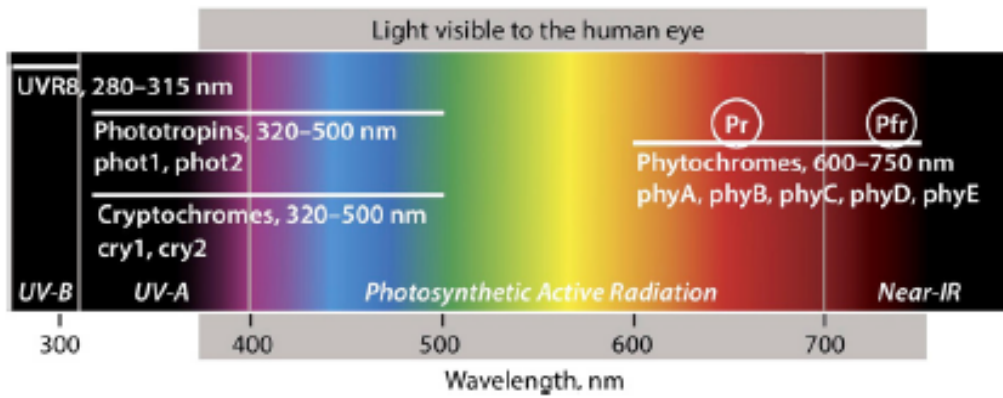 Light visible to the human eye
UVR8, 280–315 nm
Phototropins, 320–500 nm
phot1, phot2
Pr
Pfr
Phytochromes, 600–750 nm
phyA, phyB, phyC, phyD, phyE
Cryptochromes, 320–500 nm
cry1, cry2
UV-B
UV-A
Photosynthetic Active Radiation
Near-IR
300 400 500 600 700
Wavelength, nm